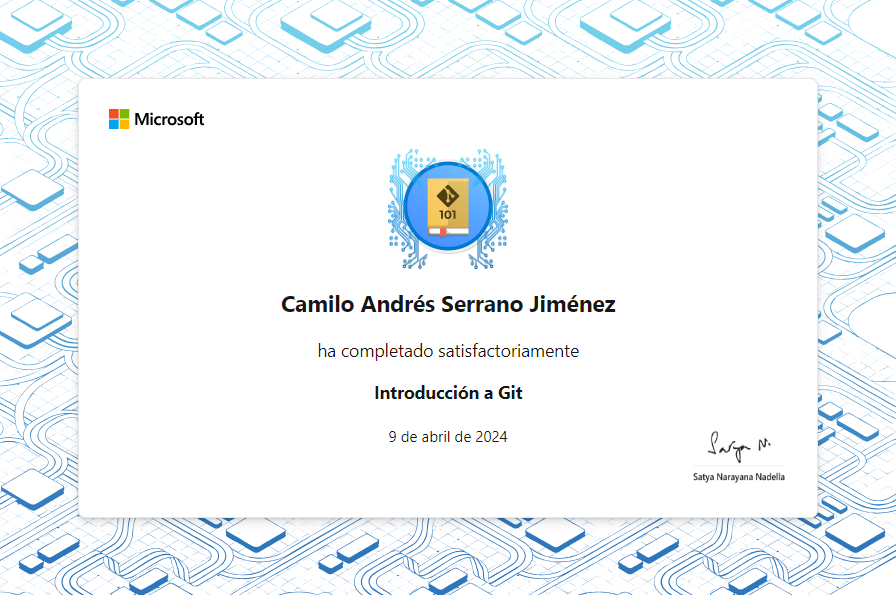 Microsoft
101
Camilo Andrés Serrano Jiménez
ha completado satisfactoriamente
Introducción a Git
9 de abril de 2024
Satya N.
Satya Narayana Nadella